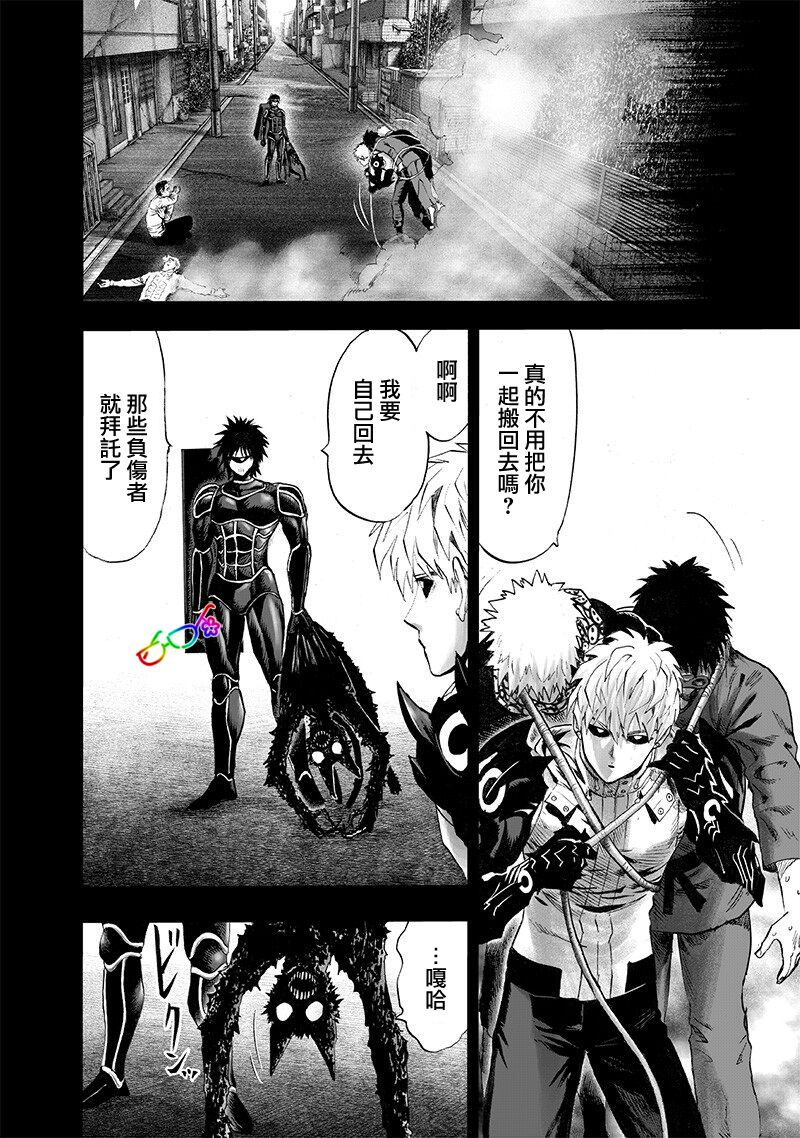 真的不用把你
一起搬回去嗎?
啊啊
我要
自己回去
那些負傷者
就拜託了
…嘎哈
ビクンッ